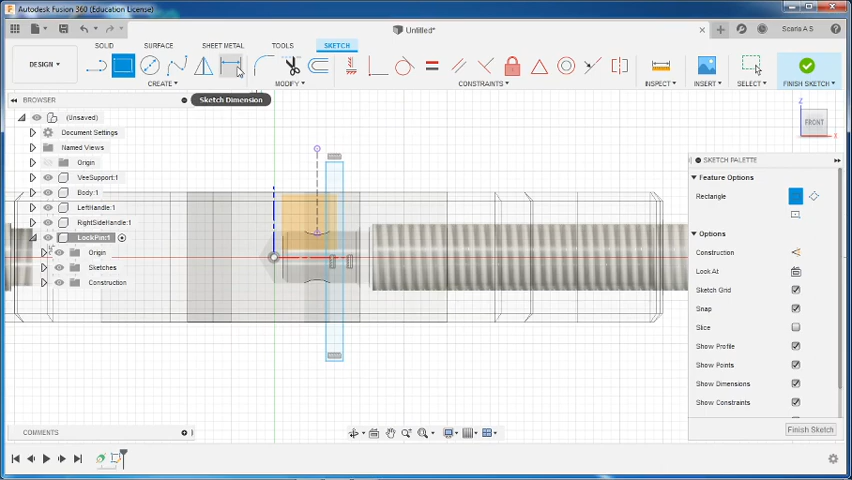 Autodesk Fusion 360 (Education License)
Untitled*
Scaria A S
DESIGN
SOLID
SURFACE
SHEET METAL
TOOLS
SKETCH
CREATE
MODIFY
CONSTRAINTS
INSPECT
INSERT
SELECT
FINISH SKETCH
BROWSER
Sketch Dimension
(Unsaved)
Document Settings
Named Views
Origin
VeeSupport:1
Body:1
LeftHandle:1
RightSideHandle:1
LockPin:1
Origin
Sketches
Construction
Z
FRONT
X
SKETCH PALETTE
Feature Options
Rectangle
Options
Construction
Look At
Sketch Grid
Snap
Slice
Show Profile
Show Points
Show Dimensions
Show Constraints
Finish Sketch
COMMENTS